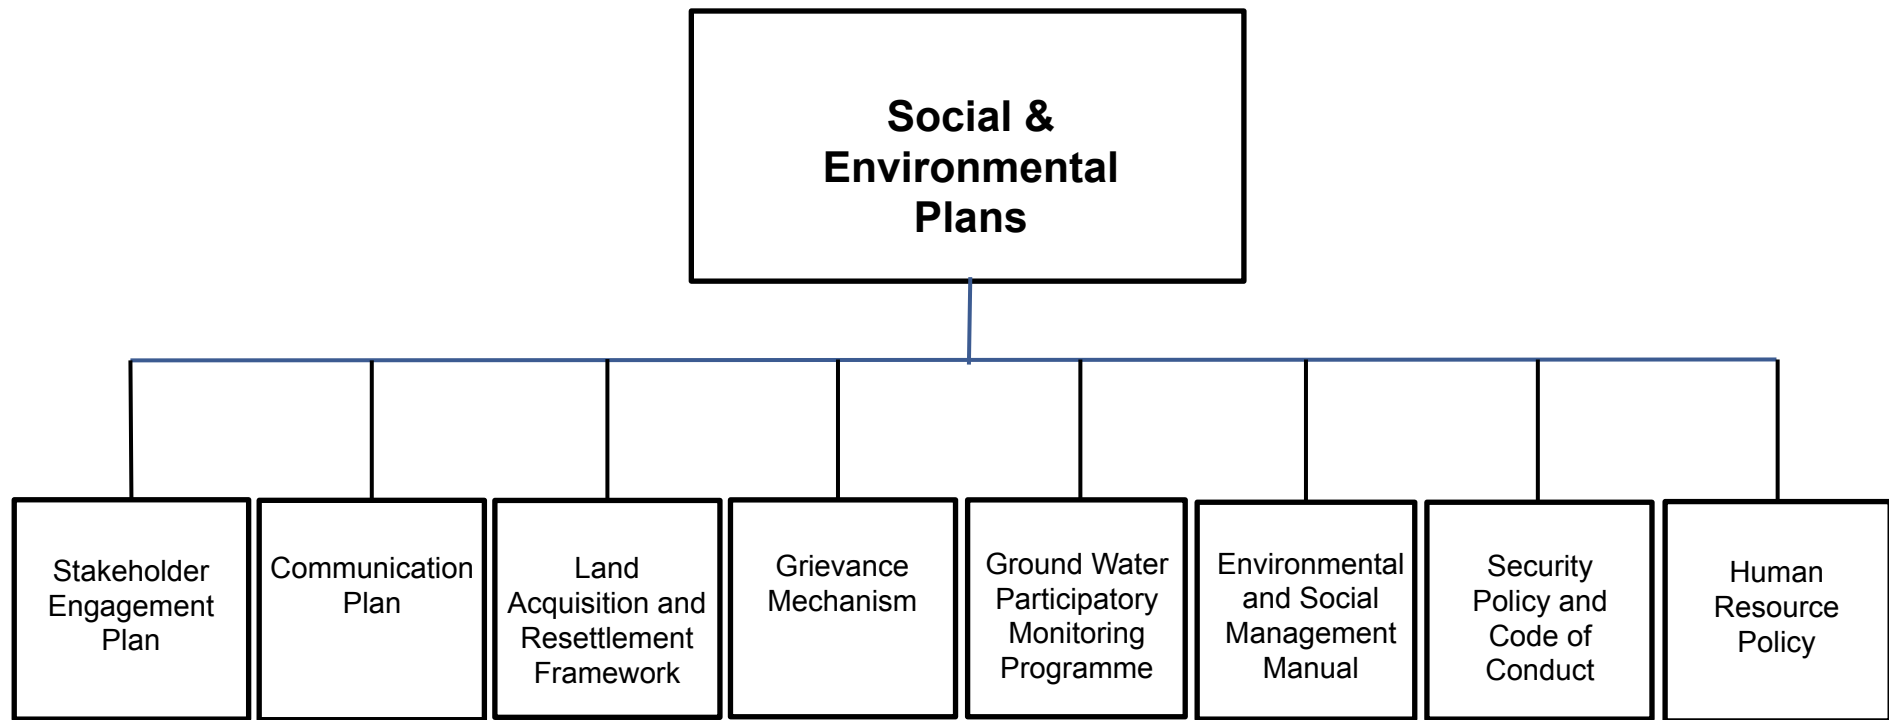 Social &
Environmental
Plans
Stakeholder
Engagement
Plan
Communication
Plan
Land
Acquisition and
Resettlement
Framework
Grievance
Mechanism
Ground Water
Participatory
Monitoring
Programme
Environmental
and Social
Management
Manual
Security
Policy and
Code of
Conduct
Human
Resource
Policy